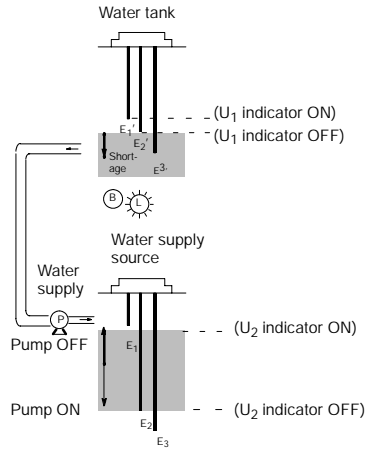 Water tank
(U1 indicator ON)
E1'
(U1 indicator OFF)
E2'
Short-
age
E3.
B
L
Water supply
source
Water
supply
P
(U2 indicator ON)
Pump OFF
E1
Pump ON
(U2 indicator OFF)
E2
E3